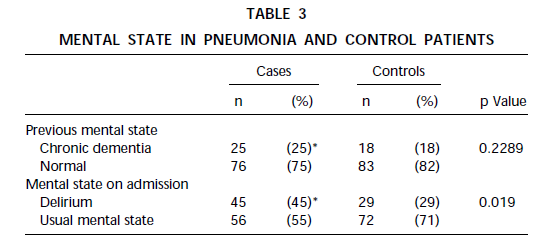 TABLE 3
MENTAL STATE IN PNEUMONIA AND CONTROL PATIENTS
Cases Controls
n (%) n (%) p Value
Previous mental state
Chronic dementia 25 (25)* 18 (18) 0.2289
Normal 76 (75) 83 (82)
Mental state on admission
Delirium 45 (45)* 29 (29) 0.019
Usual mental state 56 (55) 72 (71)